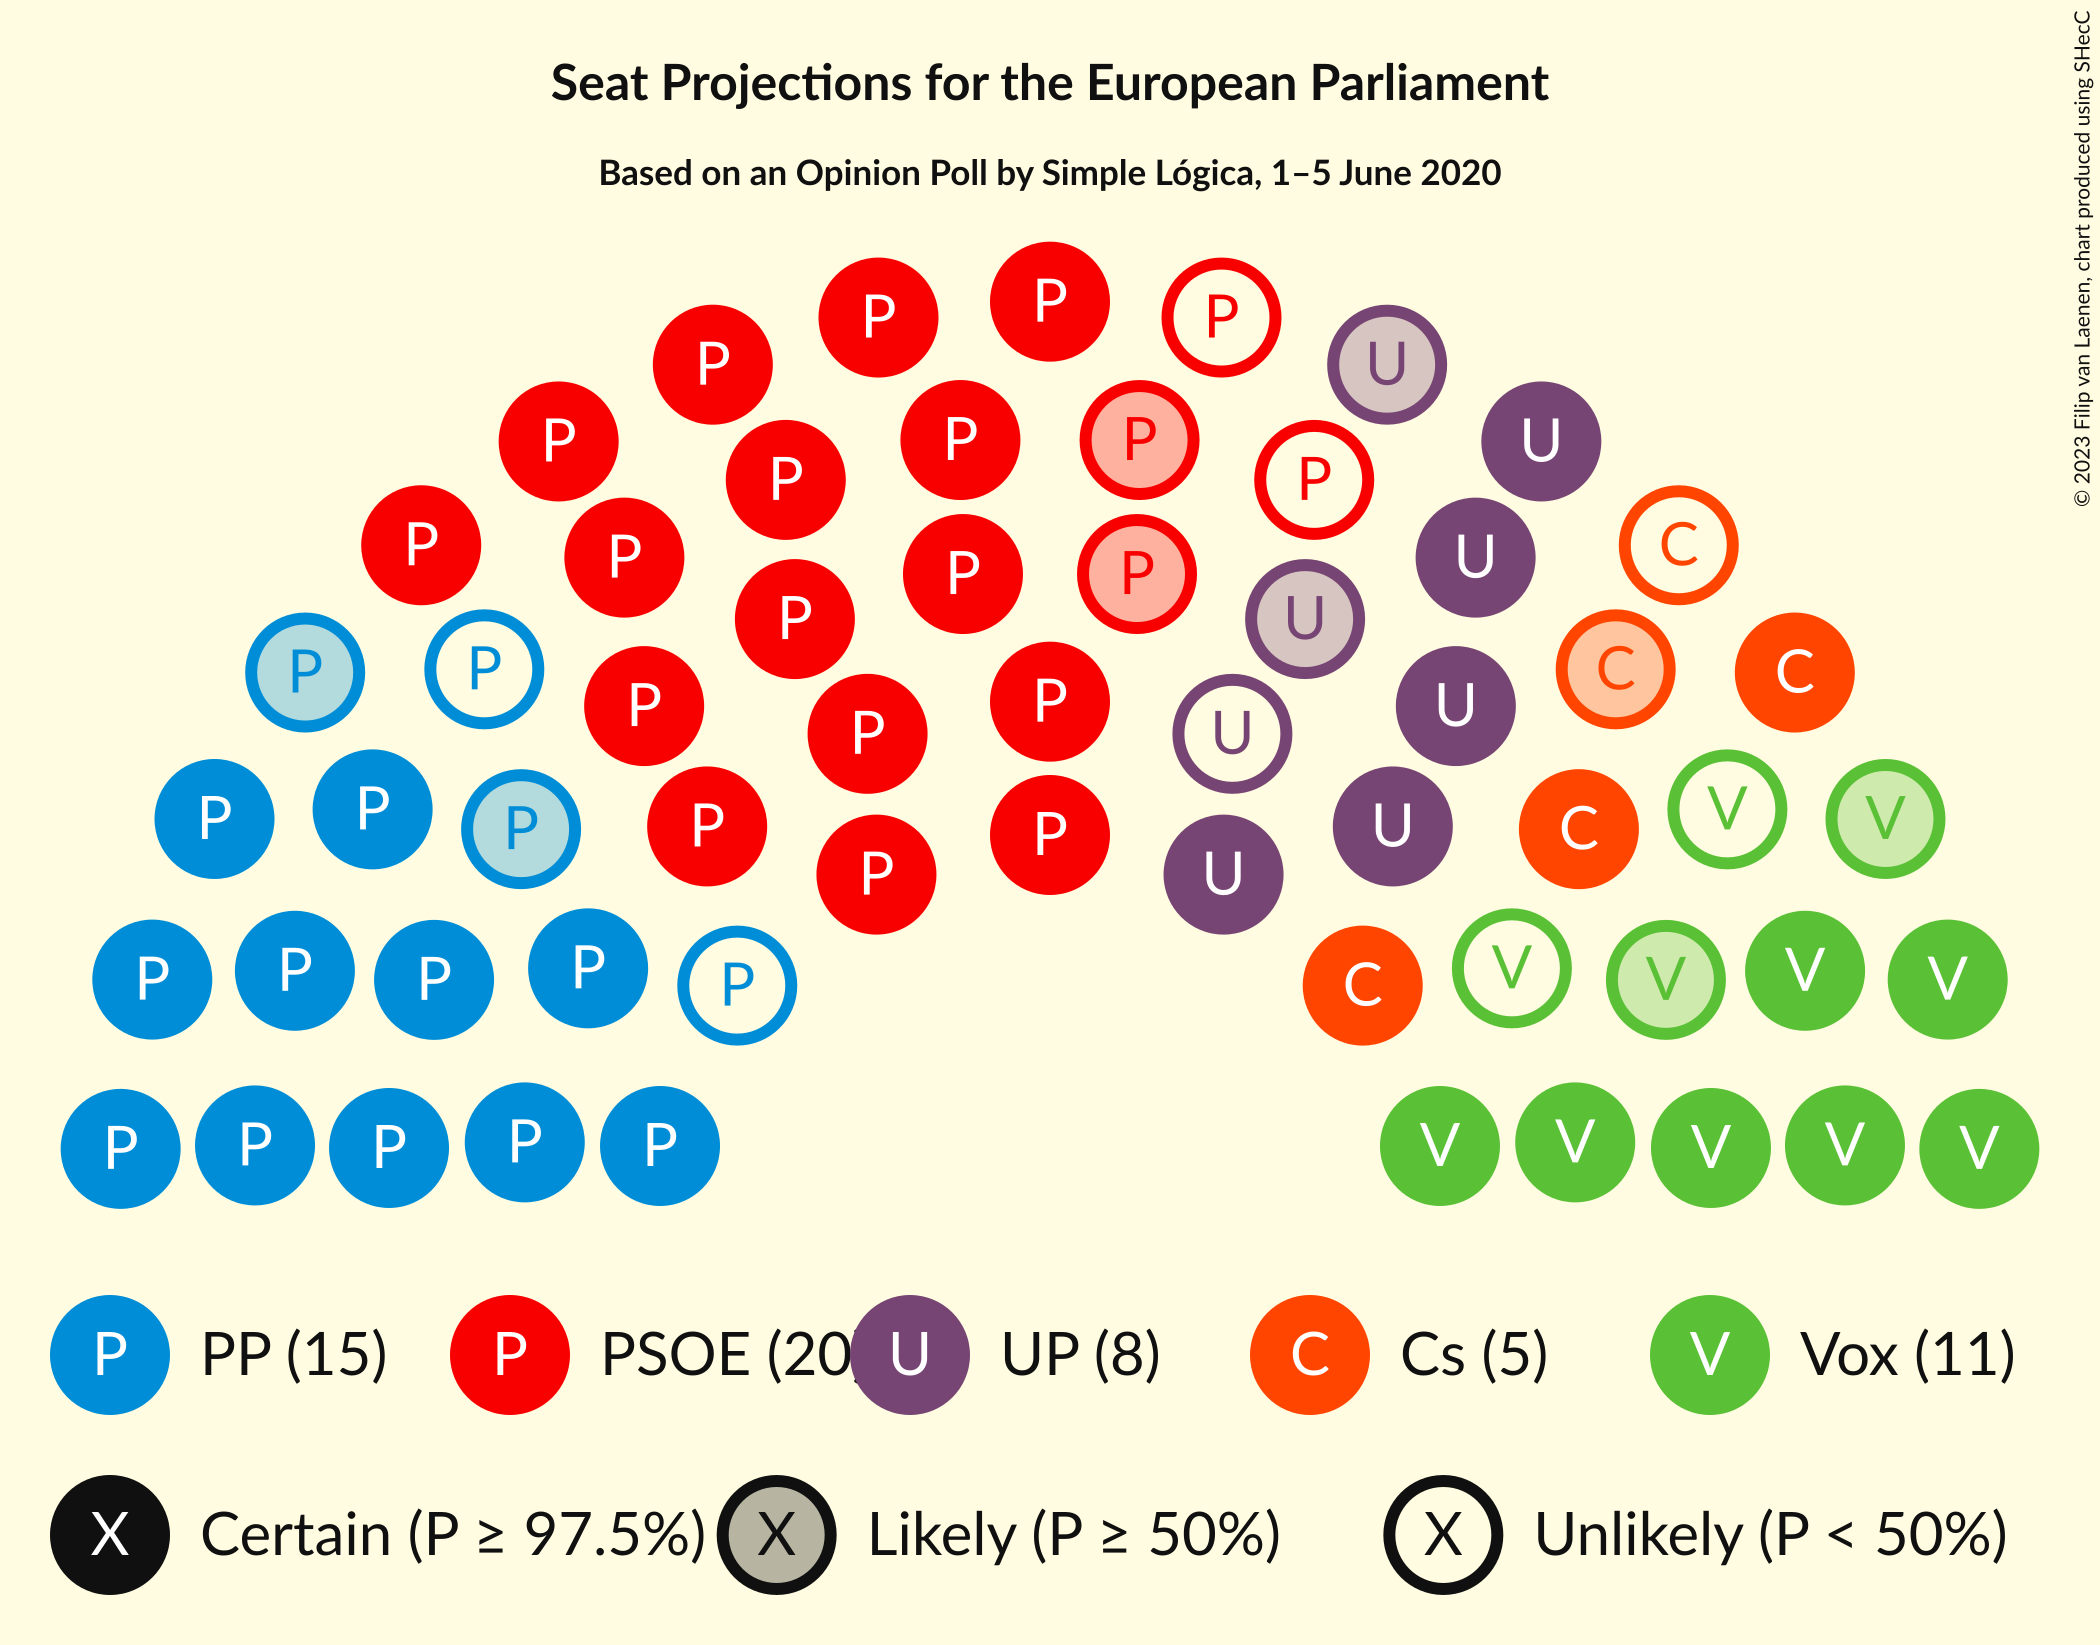 Seat Projections for the European Parliament
Based on an Opinion Poll by Simple Lógica, 1–5 June 2020
© 2023 Filip van Laenen, chart produced using SHecC
P P P
P U
P P P
P U
P P
P U
P C
P P
P U
P P
P U
C C
P P
P P
U U
C V V
P P
P U
P P P P P
C V V V V
P P P P P
V V V V V
P PP (15) P PSOE (20) U UP (8) C Cs (5) V Vox (11)
X Certain (P ≥ 97.5%) X Likely (P ≥ 50%) X Unlikely (P < 50%)